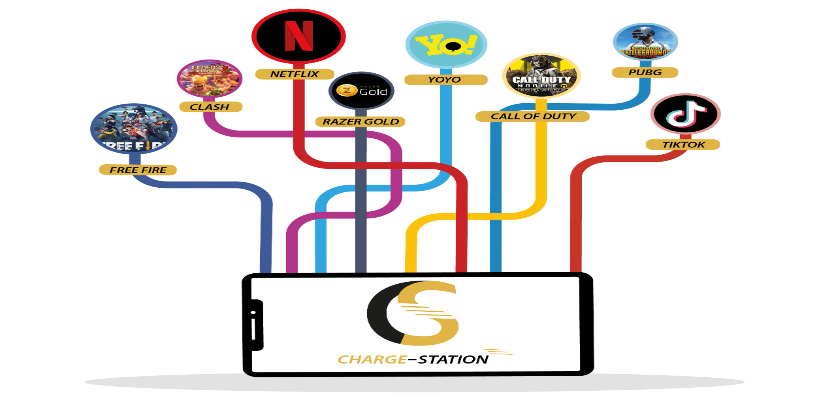 N
NETFLIX
Yo!
YOYO
PUBG
CLASH
Gold
RAZER GOLD
CALL OF DUTY
MOBILE
CALL OF DUTY
TIKTOK
FREE FIRE
FREE FIRE
CHARGE-STATION